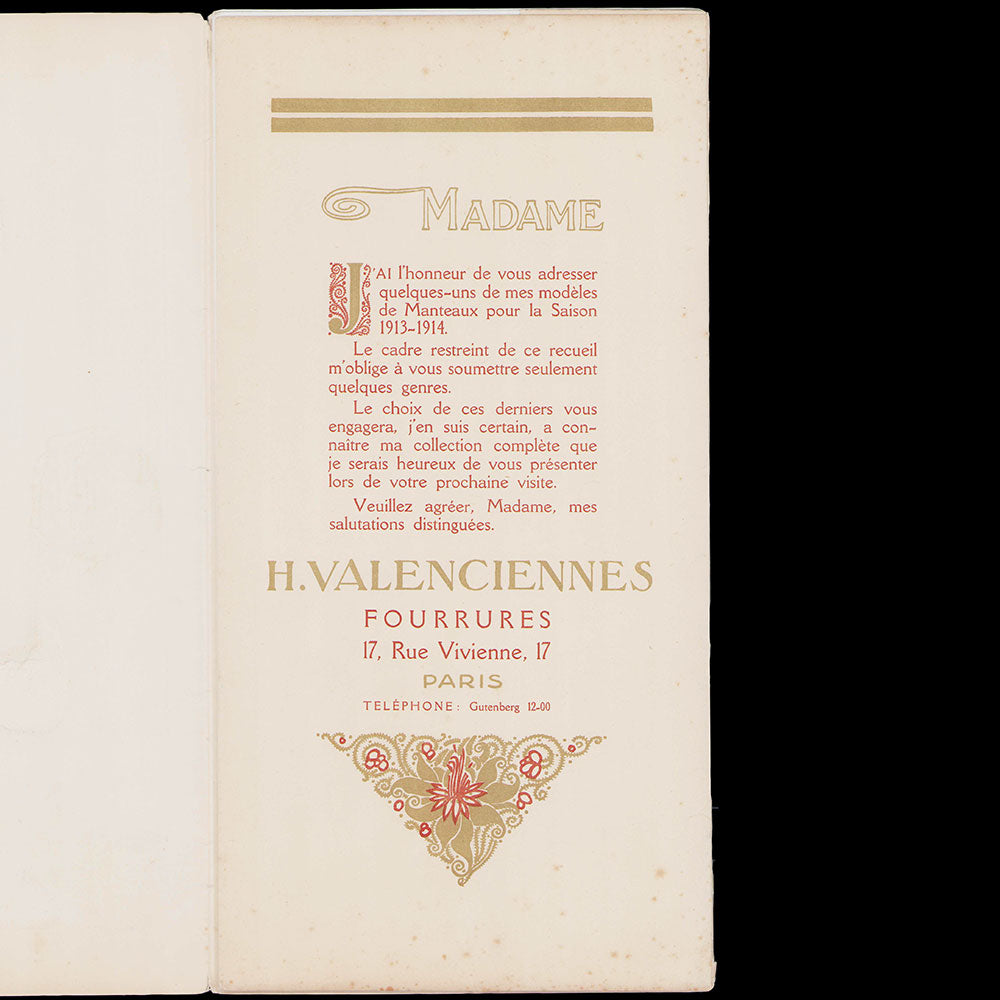 MADAME
J'AI l'honneur de vous adresser
quelques-uns de mes modèles
de Manteaux pour la Saison
1913-1914.
Le cadre restreint de ce recueil
m'oblige à vous soumettre seulement
quelques genres.
Le choix de ces derniers vous
engagera, j'en suis certain, a con-
naître ma collection complète que
je serais heureux de vous présenter
lors de votre prochaine visite.
Veuillez agréer, Madame, mes
salutations distinguées.
H. VALENCIENNES
FOURRURES
17, Rue Vivienne, 17
PARIS
TELÉPHONE : Gutenberg 12-00